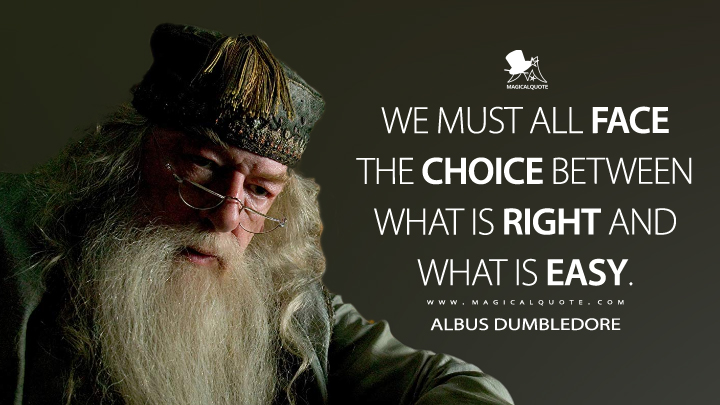 MAGICALQUOTE
WE MUST ALL FACE
THE CHOICE BETWEEN
WHAT IS RIGHT AND
WHAT IS EASY.
WWW.MAGICALQUOTE.COM
ALBUS DUMBLEDORE